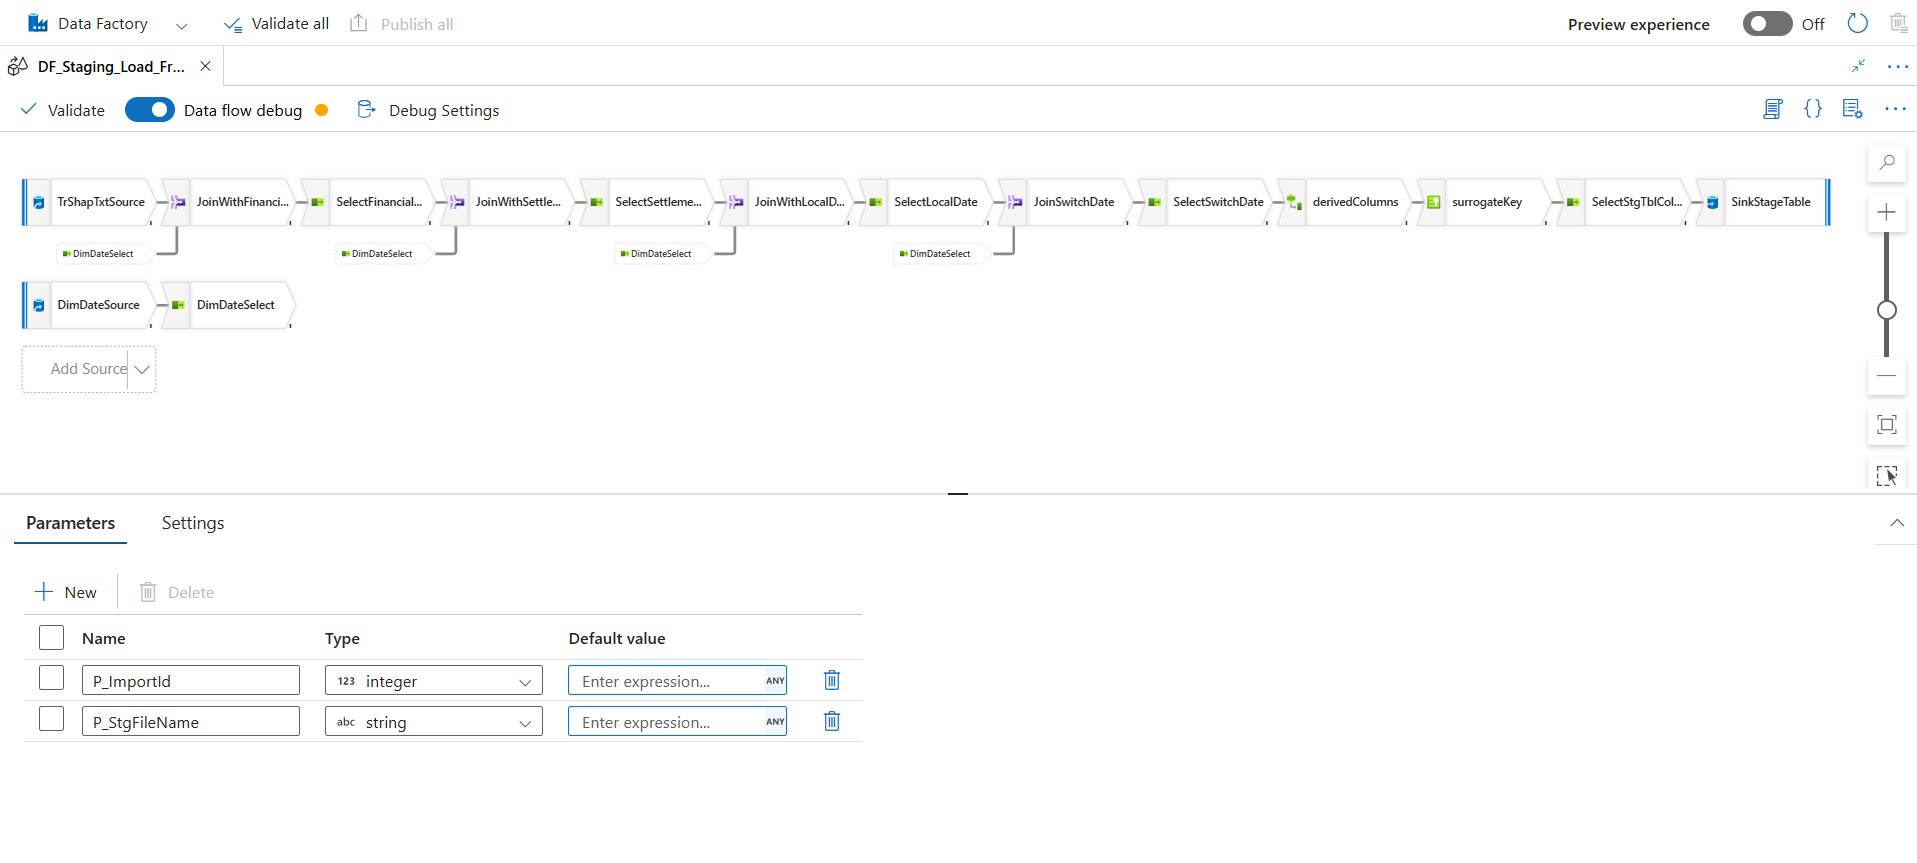 Data Factory
Validate all
Publish all
Preview experience
Off
DF_Staging_Load_Fr...
Validate
Data flow debug
Debug Settings
TrShapTxtSource
JoinWithFinanci...
SelectFinancial...
JoinWithSettle...
SelectSettleme...
JoinWithLocalD...
SelectLocalDate
JoinSwitchDate
SelectSwitchDate
derivedColumns
surrogateKey
SelectStgTblCol...
SinkStageTable
DimDateSelect
DimDateSelect
DimDateSelect
DimDateSelect
DimDateSource
DimDateSelect
Add Source
Parameters
Settings
New
Delete
Name
Type
Default value
P_ImportId
123 integer
Enter expression... ANY
P_StgFileName
abc string
Enter expression... ANY